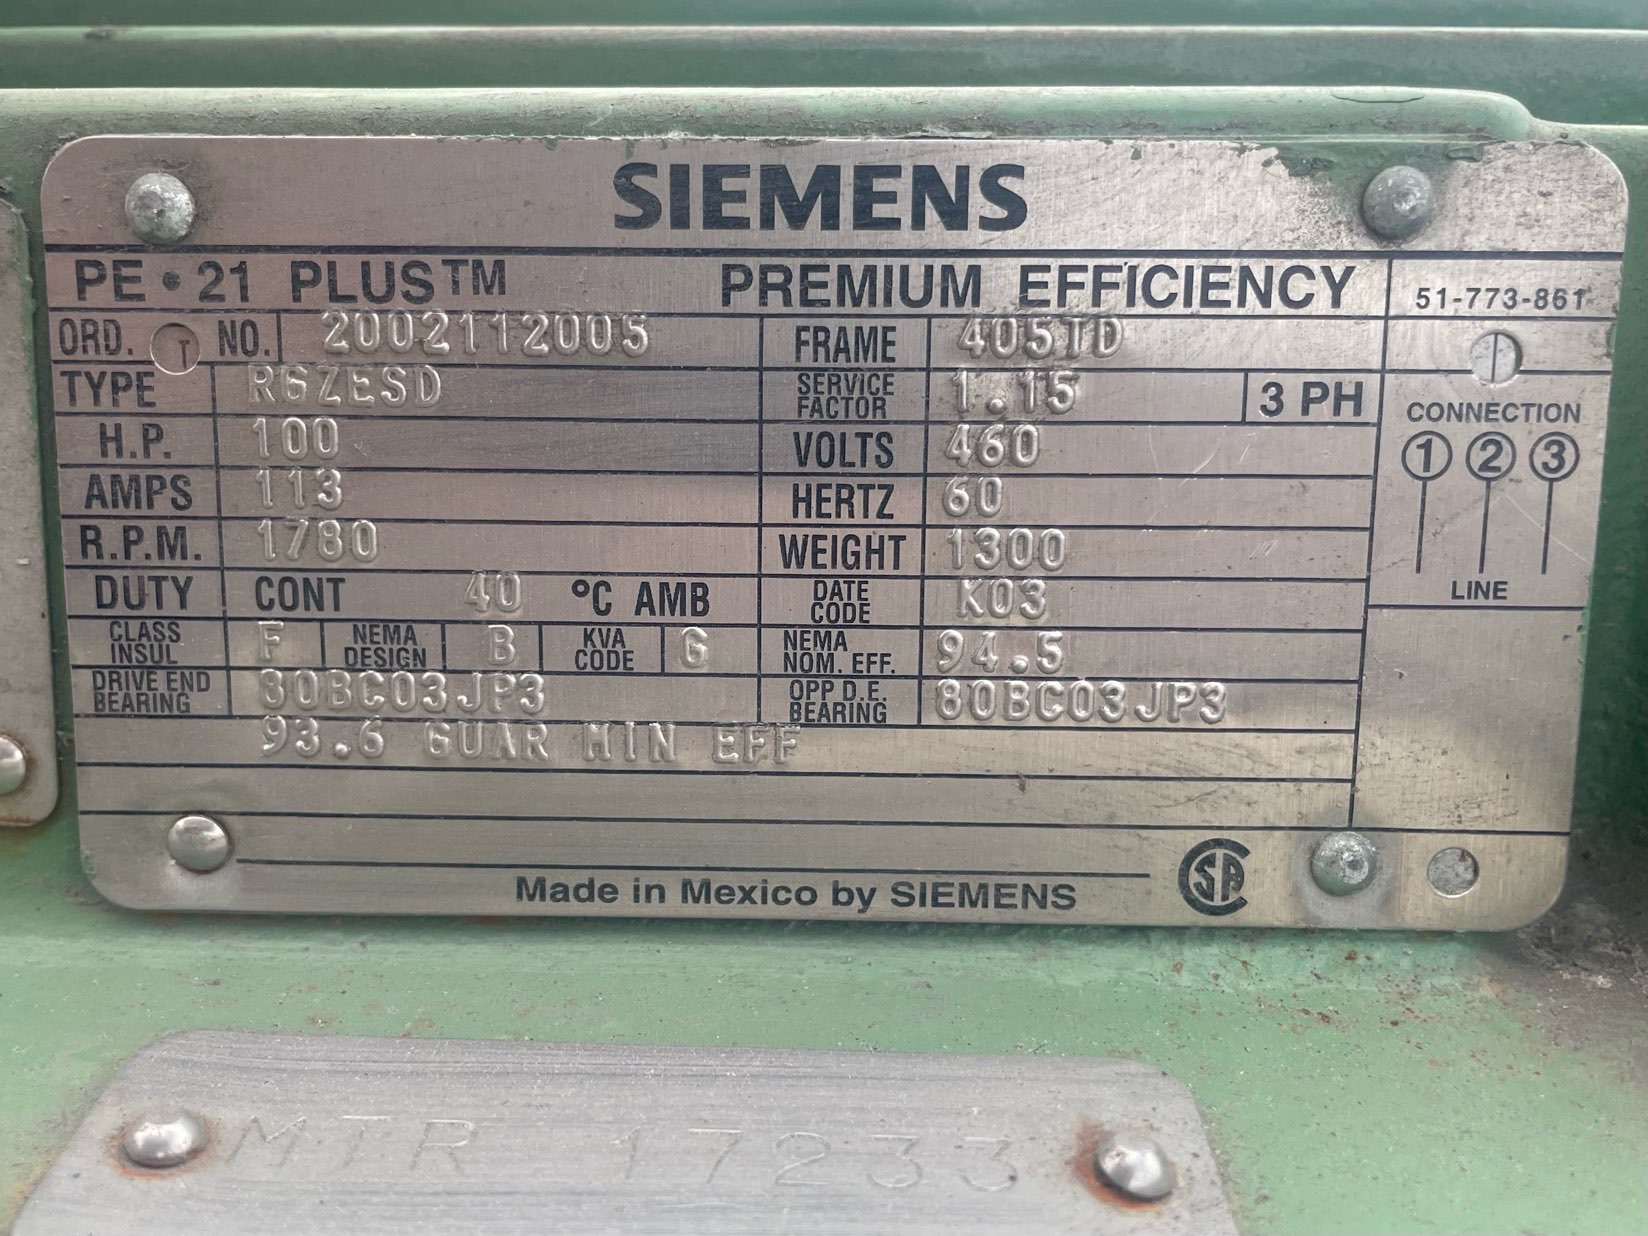 SIEMENS
PE • 21 PLUS™ PREMIUM EFFICIENCY 51-773-861
ORD. T NO. 2002112005 FRAME 405TD
TYPE RGZESD SERVICE FACTOR 1.15 3 PH
H.P. 100 VOLTS 460
AMPS 113 HERTZ 60
R.P.M. 1780 WEIGHT 1300
DUTY CONT 40 °C AMB DATE CODE K03
CLASS INSUL F NEMA DESIGN B KVA CODE G NEMA NOM. EFF. 94.5
DRIVE END BEARING 80BC03JP3 OPP D.E. BEARING 80BC03JP3
93.6 GUAR MIN EFF
CONNECTION
1 2 3
LINE
Made in Mexico by SIEMENS CSA
MTR 17233